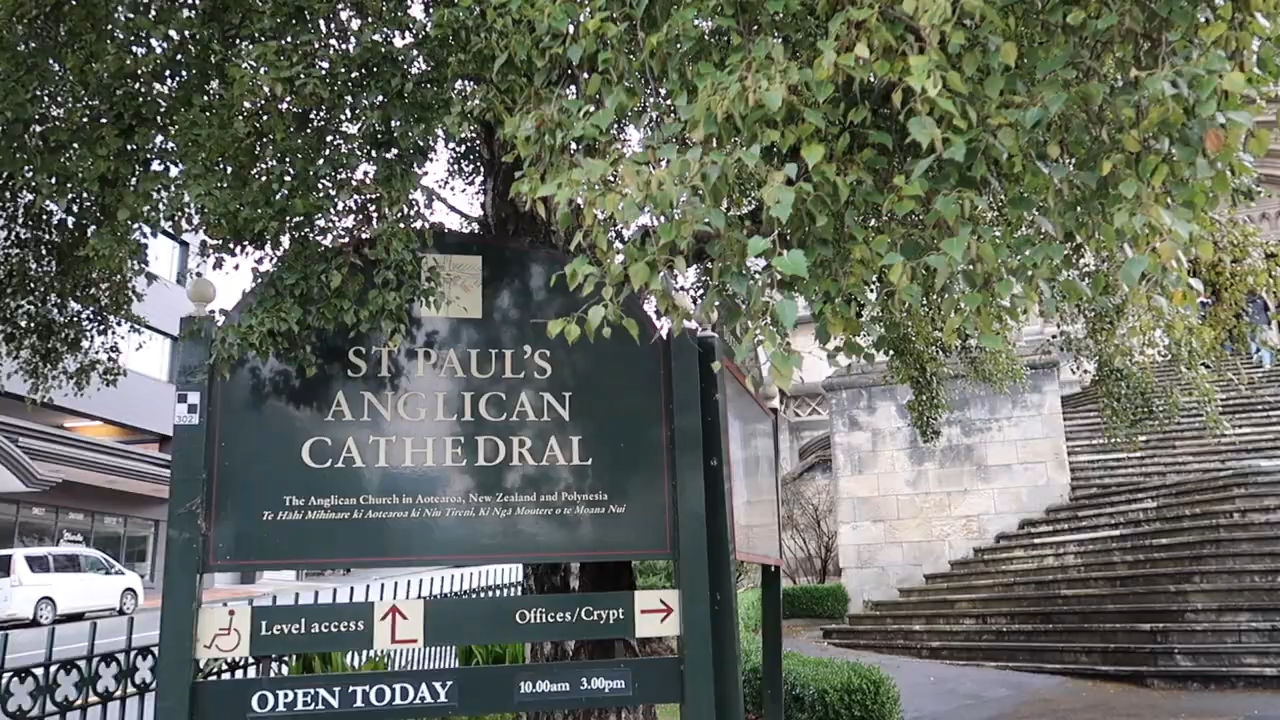 ST PAUL'S
ANGLICAN
CATHEDRAL
The Anglican Church in Aotearoa, New Zealand and Polynesia
Te Hāhi Mihinare ki Aotearoa ki Niu Tireni, Ki Ngā Moutere o te Moana Nui
302
Level access
Offices/Crypt
OPEN TODAY
10.00am 3.00pm